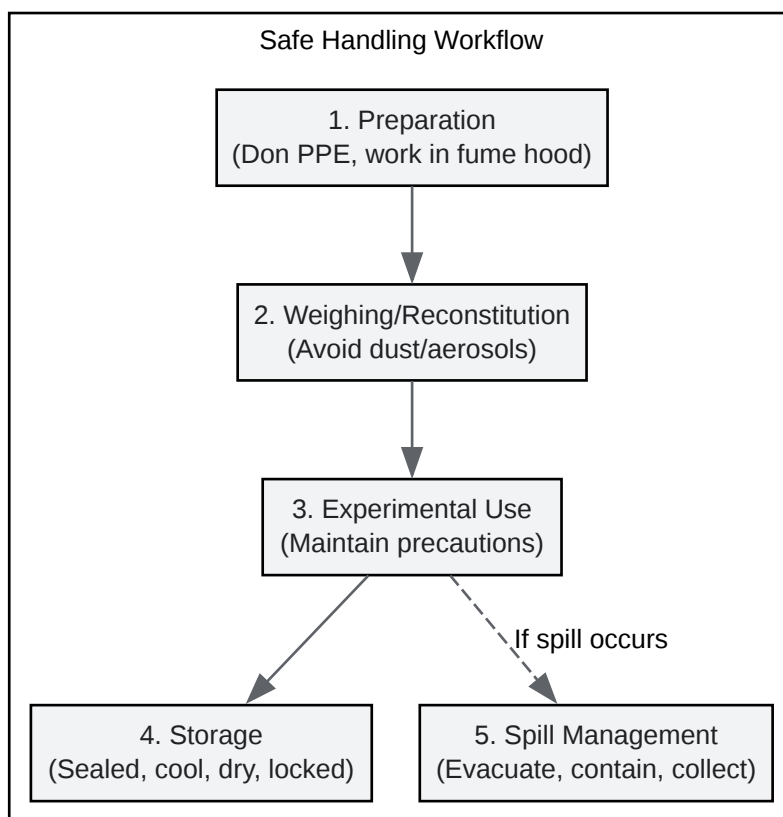 Safe Handling Workflow
1. Preparation
(Don PPE, work in fume hood)
2. Weighing/Reconstitution
(Avoid dust/aerosols)
3. Experimental Use
(Maintain precautions)
If spill occurs
4. Storage
(Sealed, cool, dry, locked)
5. Spill Management
(Evacuate, contain, collect)